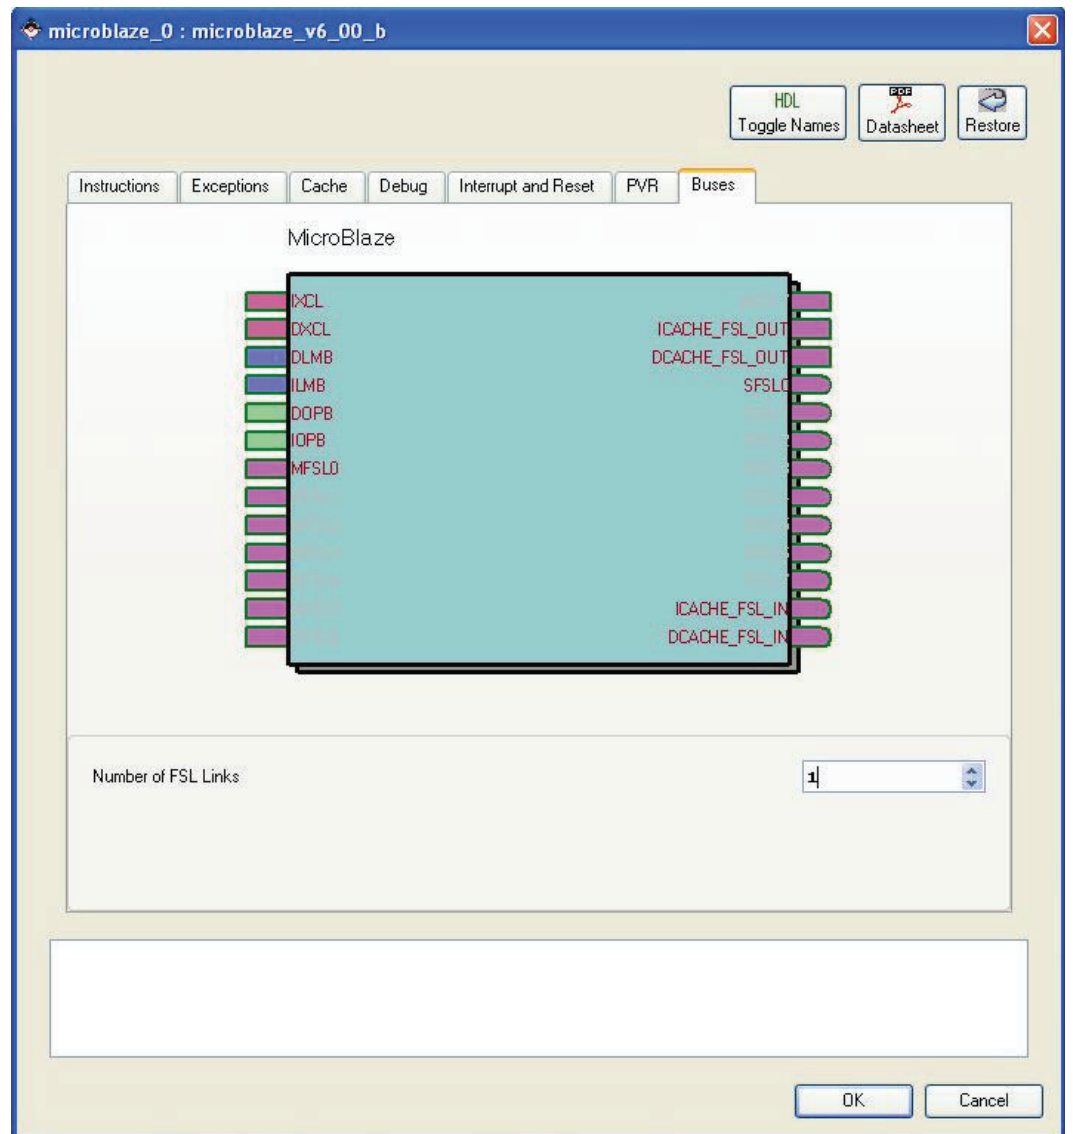 microblaze_0 : microblaze_v6_00_b
HDL
Toggle Names
PDF
Datasheet
Restore
Instructions
Exceptions
Cache
Debug
Interrupt and Reset
PVR
Buses
MicroBlaze
IXCL
DXCL
ICACHE_FSL_OUT
DLMB
DCACHE_FSL_OUT
ILMB
SFSL0
DOPB
IOPB
MFSL0
ICACHE_FSL_IN
DCACHE_FSL_IN
Number of FSL Links
1
OK
Cancel